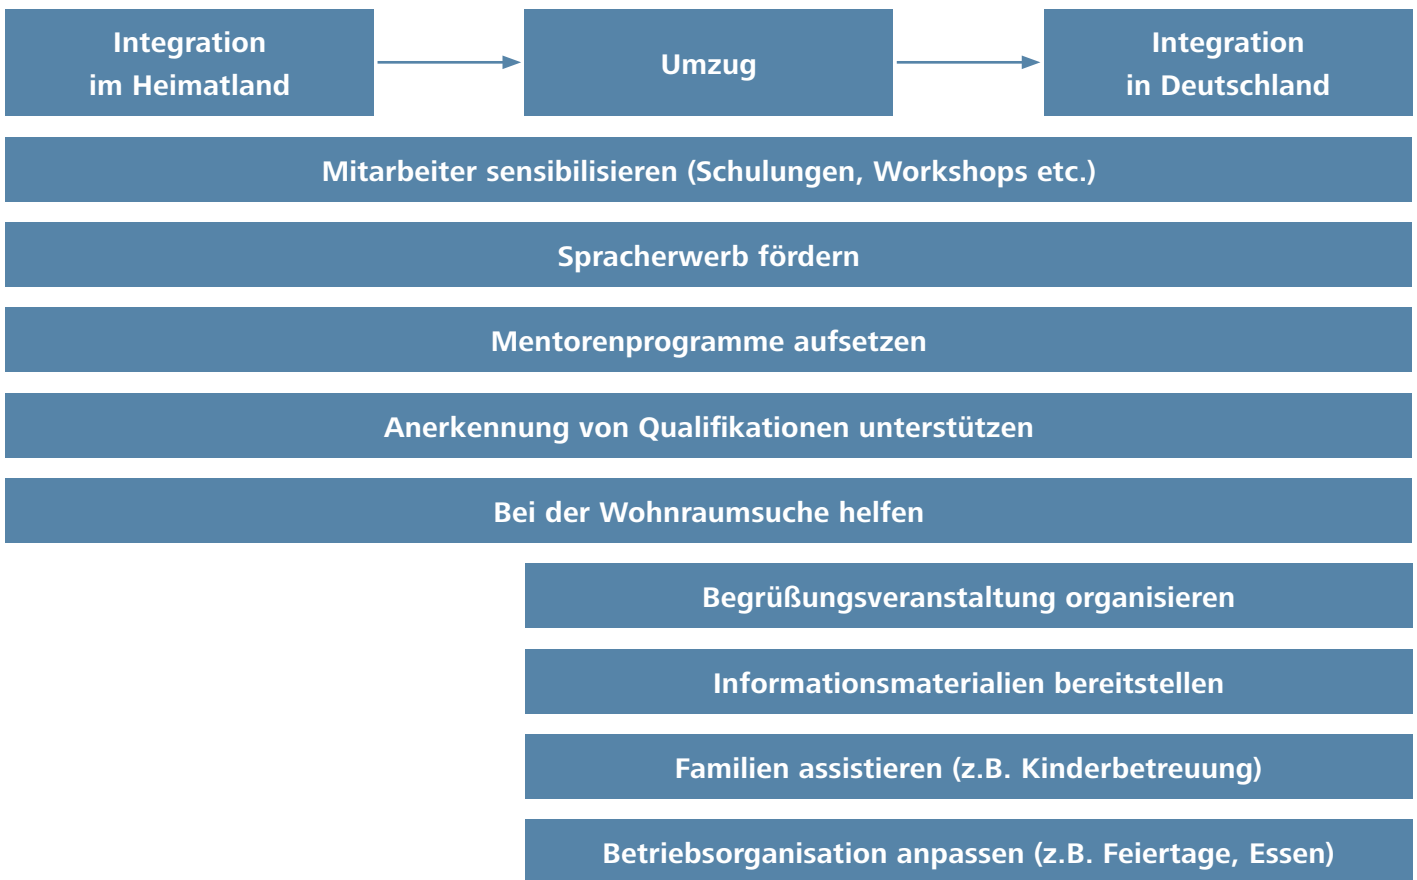 Integration
im Heimatland
Umzug
Integration
in Deutschland
Mitarbeiter sensibilisieren (Schulungen, Workshops etc.)
Spracherwerb fördern
Mentorenprogramme aufsetzen
Anerkennung von Qualifikationen unterstützen
Bei der Wohnraumsuche helfen
Begrüßungsveranstaltung organisieren
Informationsmaterialien bereitstellen
Familien assistieren (z.B. Kinderbetreuung)
Betriebsorganisation anpassen (z.B. Feiertage, Essen)